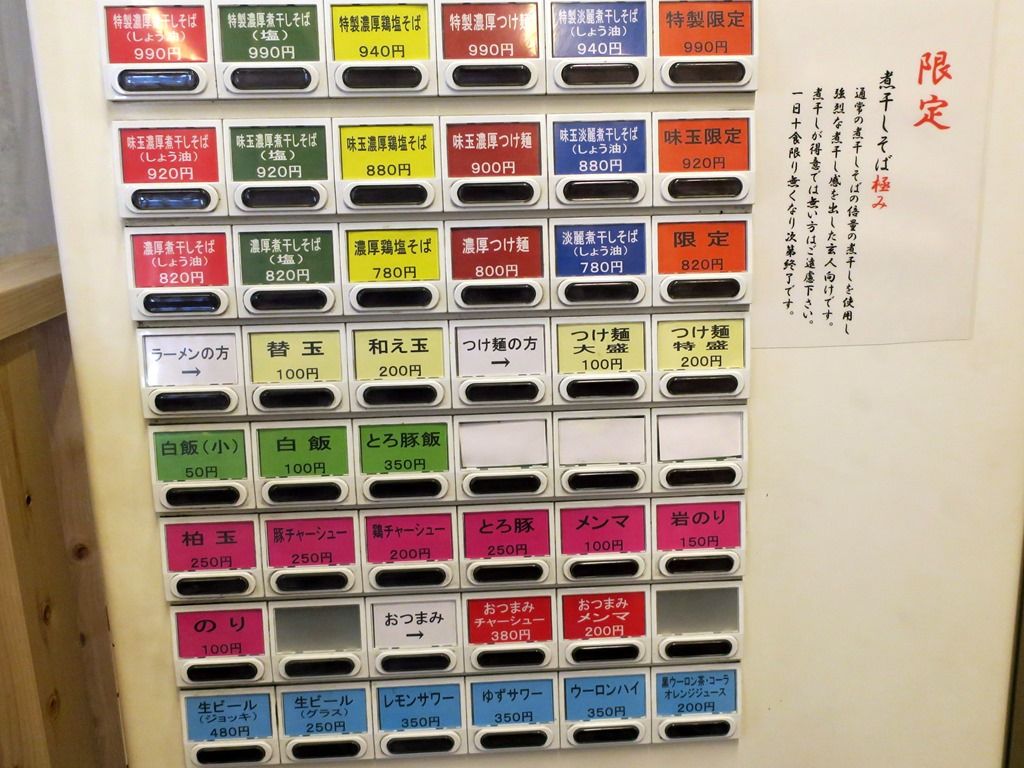 特製濃厚煮干しそば
(しょう油)
990円
特製濃厚煮干しそば
(塩)
990円
特製濃厚鶏塩そば
940円
特製濃厚つけ麺
990円
特製淡麗煮干しそば
(しょう油)
940円
特製限定
990円
味玉濃厚煮干しそば
(しょう油)
920円
味玉濃厚煮干しそば
(塩)
920円
味玉濃厚鶏塩そば
880円
味玉濃厚つけ麺
900円
味玉淡麗煮干しそば
(しょう油)
880円
味玉限定
920円
濃厚煮干しそば
(しょう油)
820円
濃厚煮干しそば
(塩)
820円
濃厚鶏塩そば
780円
濃厚つけ麺
800円
淡麗煮干しそば
(しょう油)
780円
限定
820円
ラーメンの方
→
替玉
100円
和え玉
200円
つけ麺の方
→
つけ麺
大盛
100円
つけ麺
特盛
200円
白飯(小)
50円
白飯
100円
とろ豚飯
350円
柏玉
250円
豚チャーシュー
250円
鶏チャーシュー
200円
とろ豚
250円
メンマ
100円
岩のり
150円
のり
100円
おつまみ
→
おつまみ
チャーシュー
380円
おつまみ
メンマ
200円
生ビール
(ジョッキ)
480円
生ビール
(グラス)
250円
レモンサワー
350円
ゆずサワー
350円
ウーロンハイ
350円
黒ウーロン茶・コーラ
オレンジジュース
200円
限定
煮干しそば極み
通常の煮干しそばの倍量の煮干しを使用し
強烈な煮干し感を出した玄人向けです。
煮干しが得意では無い方はご遠慮下さい。
一日十食限り無くなり次第終了です。